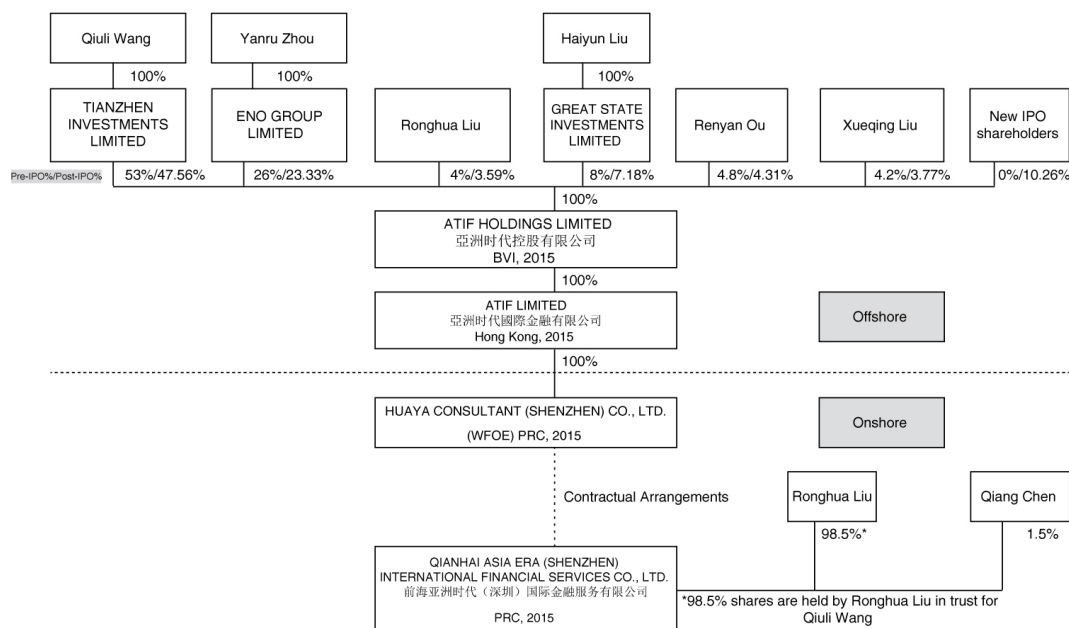 Qiuli Wang
Yanru Zhou
Haiyun Liu
100%
100%
100%
TIANZHEN
INVESTMENTS
LIMITED
ENO GROUP
LIMITED
Ronghua Liu
GREAT STATE
INVESTMENTS
LIMITED
Renyan Ou
Xueqing Liu
New IPO
shareholders
Pre-IPO%/Post-IPO%
53%/47.56%
26%/23.33%
4%/3.59%
8%/7.18%
4.8%/4.31%
4.2%/3.77%
0%/10.26%
100%
ATIF HOLDINGS LIMITED
亞洲时代控股有限公司
BVI, 2015
100%
ATIF LIMITED
亞洲时代國際金融有限公司
Hong Kong, 2015
Offshore
100%
HUAYA CONSULTANT (SHENZHEN) CO., LTD.
(WFOE) PRC, 2015
Onshore
Contractual Arrangements
Ronghua Liu
Qiang Chen
98.5%*
1.5%
QIANHAI ASIA ERA (SHENZHEN)
INTERNATIONAL FINANCIAL SERVICES CO., LTD.
前海亚洲时代（深圳）国际金融服务有限公司
PRC, 2015
*98.5% shares are held by Ronghua Liu in trust for
Qiuli Wang